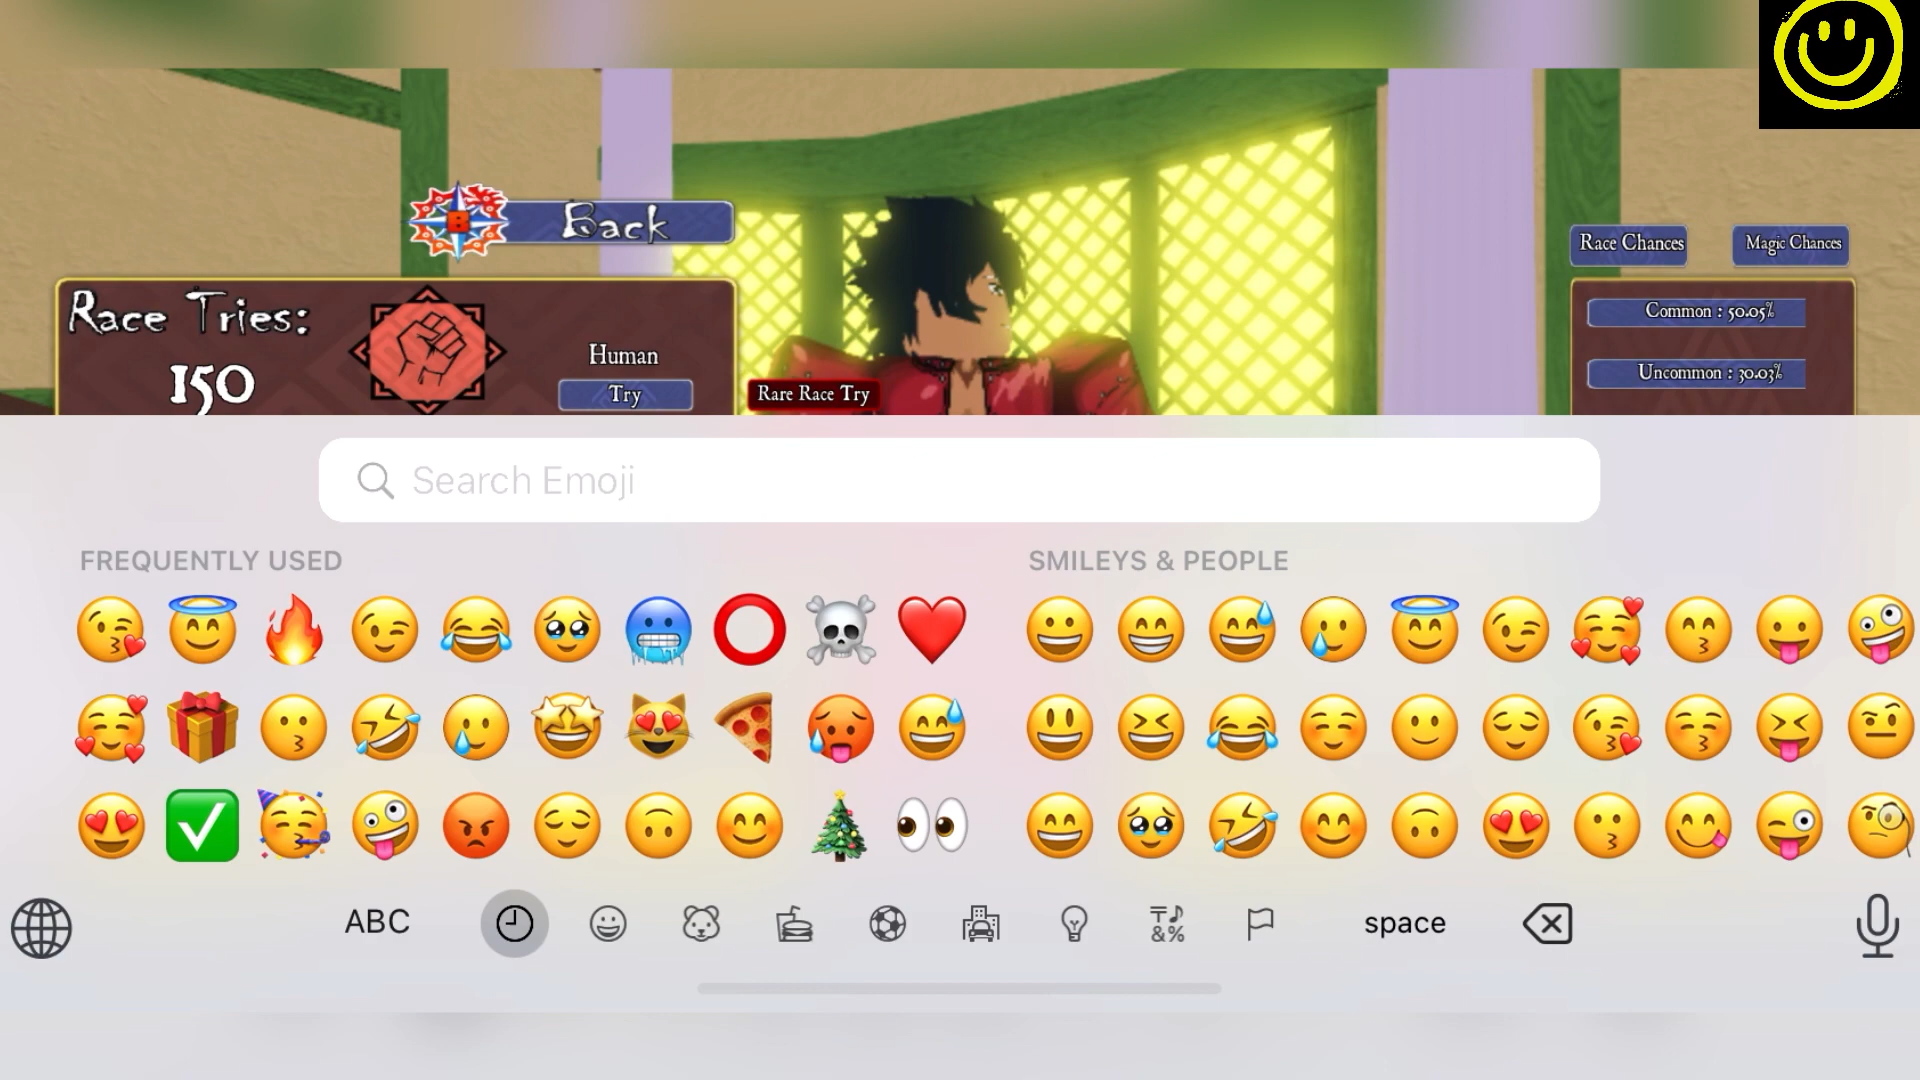 Back
Race Chances
Magic Chances
Race Tries:
150
Human
Try
Rare Race Try
Common : 50.05%
Uncommon : 30.03%
Search Emoji
FREQUENTLY USED
SMILEYS & PEOPLE
ABC
space